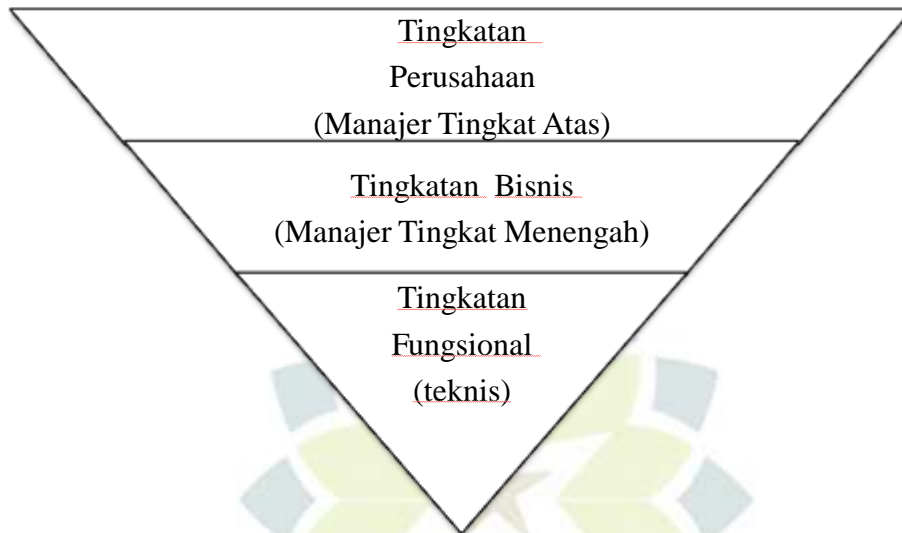 Tingkatan
Perusahaan
(Manajer Tingkat Atas)
Tingkatan Bisnis
(Manajer Tingkat Menengah)
Tingkatan
Fungsional
(teknis)